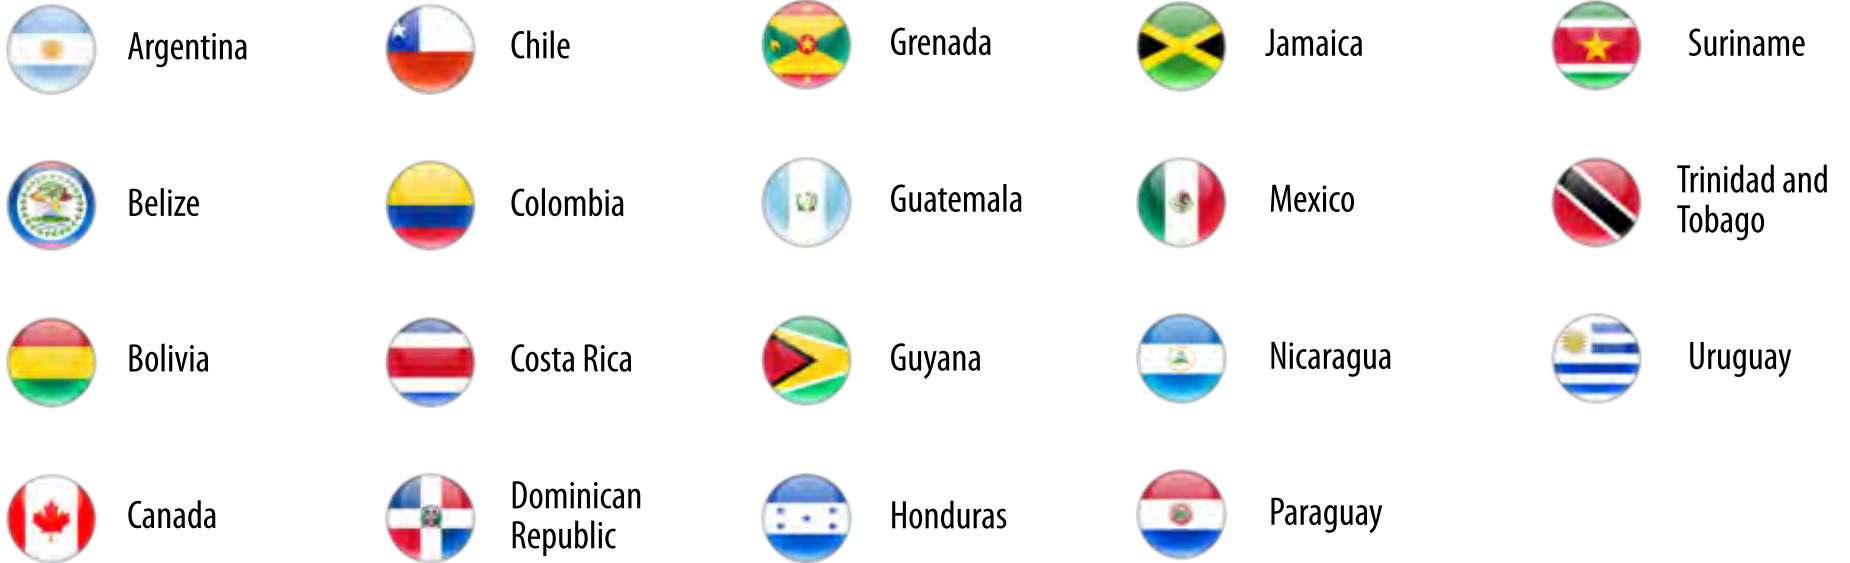 Argentina
Chile
Grenada
Jamaica
Suriname
Belize
Colombia
Guatemala
Mexico
Trinidad and
Tobago
Bolivia
Costa Rica
Guyana
Nicaragua
Uruguay
Canada
Dominican
Republic
Honduras
Paraguay